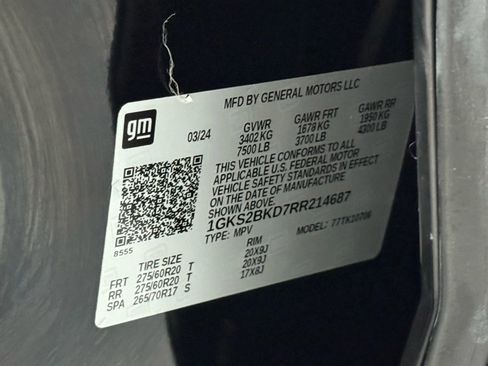 MFD BY GENERAL MOTORS LLC
gm
03/24
GVWR GAWR FRT GAWR RR
3402 KG 1678 KG 1950 KG
7500 LB 3700 LB 4300 LB
THIS VEHICLE CONFORMS TO ALL
APPLICABLE U.S. FEDERAL MOTOR
VEHICLE SAFETY STANDARDS IN EFFECT
ON THE DATE OF MANUFACTURE
SHOWN ABOVE.
1GKS2BKD7RR214687
TYPE: MPV MODEL: 77TK10706
8555
TIRE SIZE RIM
FRT 275/60R20 T 20X9J
RR 275/60R20 T 20X9J
SPA 265/70R17 S 17X8J